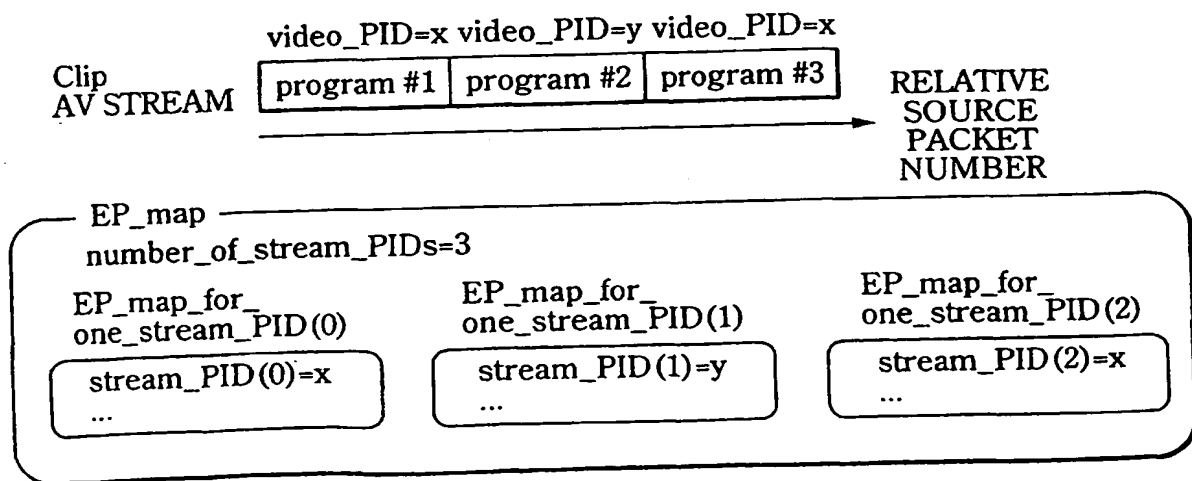 video_PID=x video_PID=y video_PID=x
Clip
AV STREAM
program #1 program #2 program #3
RELATIVE
SOURCE
PACKET
NUMBER
EP_map
number_of_stream_PIDs=3
EP_map_for_
one_stream_PID(0)
stream_PID(0)=x
...
EP_map_for_
one_stream_PID(1)
stream_PID(1)=y
...
EP_map_for_
one_stream_PID(2)
stream_PID(2)=x
...